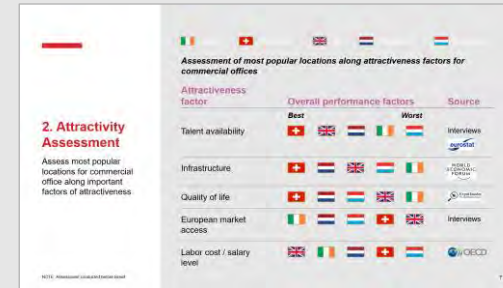 Assessment of most popular locations along attractiveness factors for
commercial offices
Attractiveness
factor
Overall performance factors
Source
Best
Worst
2. Attractivity
Assessment
Assess most popular
locations for commercial
office along important
factors of attractiveness
Talent availability
Interviews
eurostat
Infrastructure
WORLD
ECONOMIC
FORUM
Quality of life
European market
access
Interviews
Labor cost / salary
level
OECD